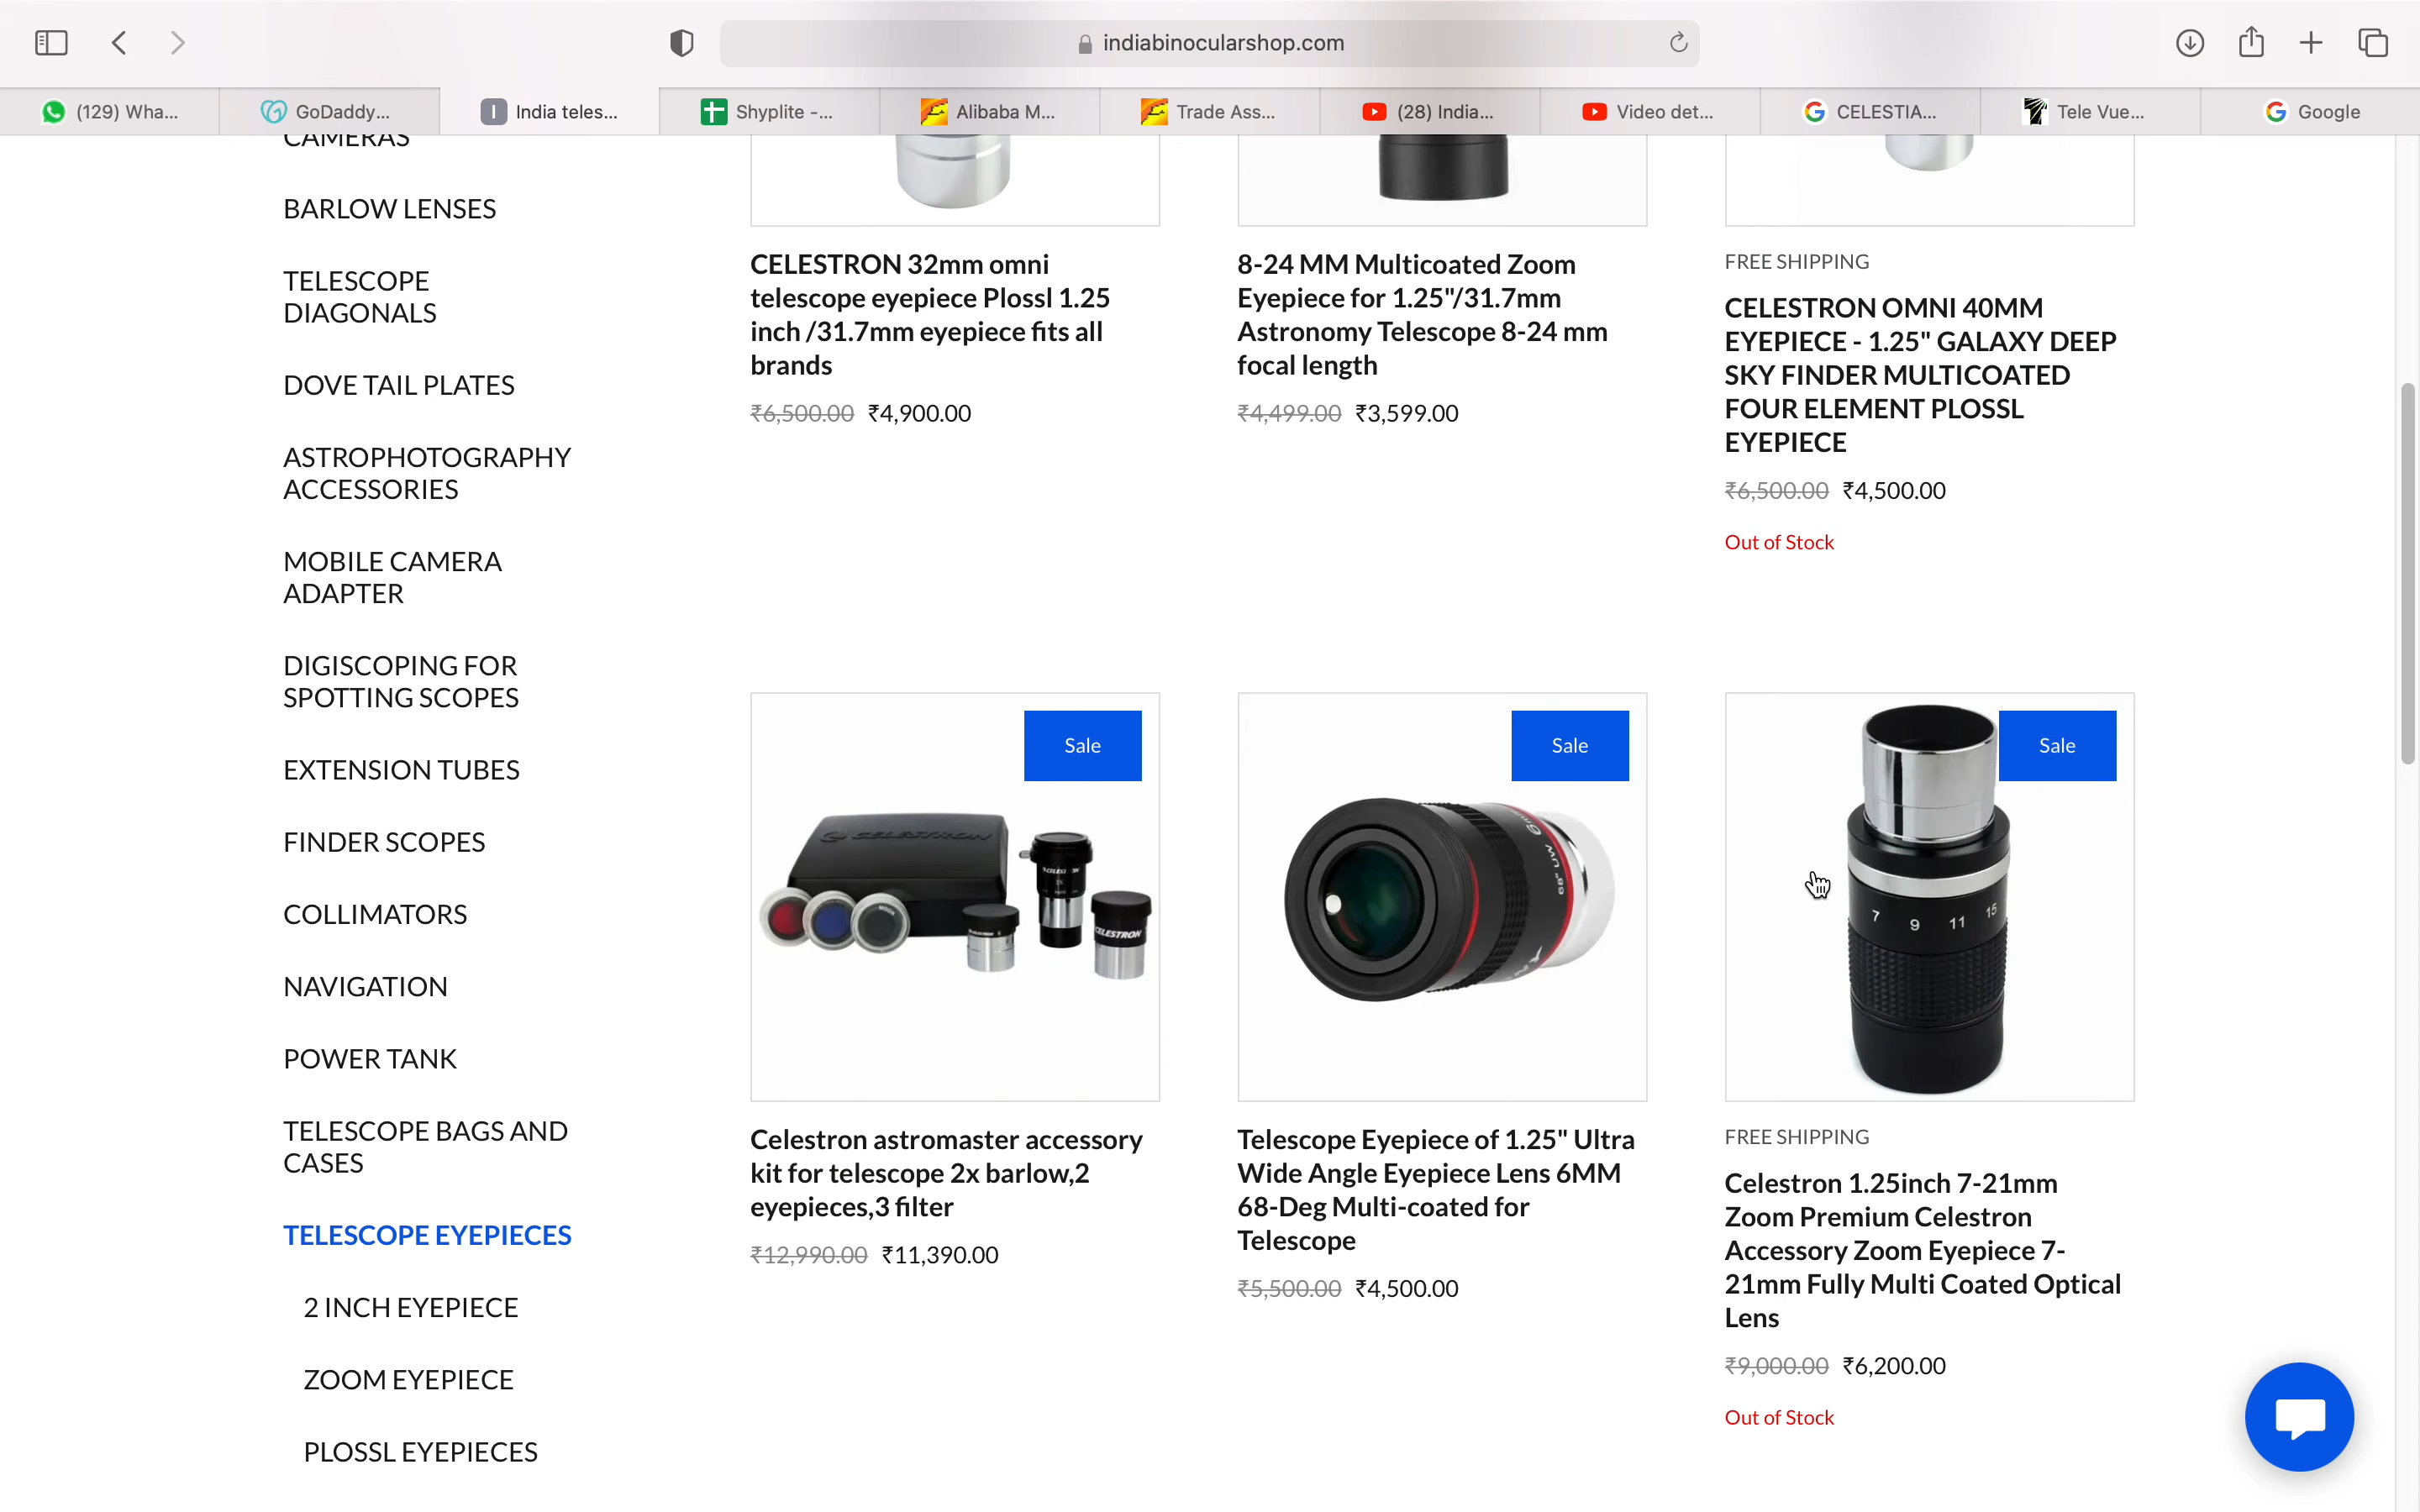 indiabinocularshop.com
(129) Wha...
GoDaddy...
I India teles...
Shyplite -...
Alibaba M...
Trade Ass...
(28) India...
Video det...
CELESTIA...
Tele Vue...
Google
CAMERAS
BARLOW LENSES
TELESCOPE
DIAGONALS
DOVE TAIL PLATES
ASTROPHOTOGRAPHY
ACCESSORIES
MOBILE CAMERA
ADAPTER
DIGISCOPING FOR
SPOTTING SCOPES
EXTENSION TUBES
FINDER SCOPES
COLLIMATORS
NAVIGATION
POWER TANK
TELESCOPE BAGS AND
CASES
TELESCOPE EYEPIECES
2 INCH EYEPIECE
ZOOM EYEPIECE
PLOSSL EYEPIECES
CELESTRON 32mm omni
telescope eyepiece Plossl 1.25
inch /31.7mm eyepiece fits all
brands
₹6,500.00 ₹4,900.00
8-24 MM Multicoated Zoom
Eyepiece for 1.25"/31.7mm
Astronomy Telescope 8-24 mm
focal length
₹4,499.00 ₹3,599.00
FREE SHIPPING
CELESTRON OMNI 40MM
EYEPIECE - 1.25" GALAXY DEEP
SKY FINDER MULTICOATED
FOUR ELEMENT PLOSSL
EYEPIECE
₹6,500.00 ₹4,500.00
Out of Stock
Sale
CELESTRON
CELESTRON
Celestron astromaster accessory
kit for telescope 2x barlow,2
eyepieces,3 filter
₹12,990.00 ₹11,390.00
Sale
68° UW
Telescope Eyepiece of 1.25" Ultra
Wide Angle Eyepiece Lens 6MM
68-Deg Multi-coated for
Telescope
₹5,500.00 ₹4,500.00
Sale
7 9 11 15
FREE SHIPPING
Celestron 1.25inch 7-21mm
Zoom Premium Celestron
Accessory Zoom Eyepiece 7-
21mm Fully Multi Coated Optical
Lens
₹9,000.00 ₹6,200.00
Out of Stock